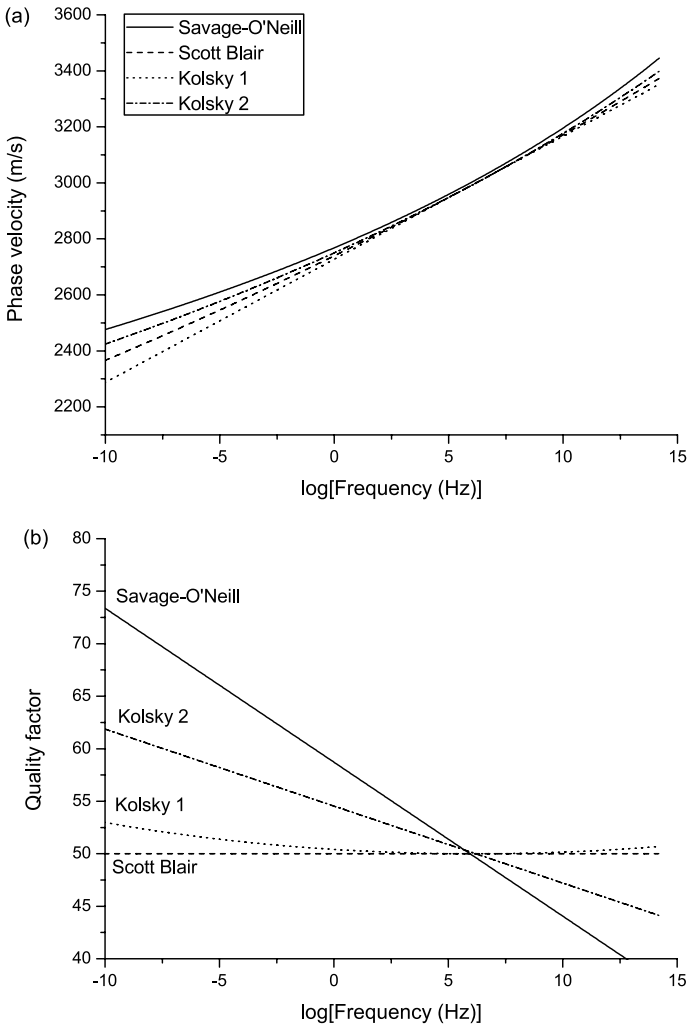 (a)
3600
3400
3200
3000
2800
2600
2400
2200
Phase velocity (m/s)
Savage-O'Neill
Scott Blair
Kolsky 1
Kolsky 2
-10
-5
0
5
10
15
log[Frequency (Hz)]
(b)
80
75
70
65
60
55
50
45
40
Quality factor
Savage-O'Neill
Kolsky 2
Kolsky 1
Scott Blair
-10
-5
0
5
10
15
log[Frequency (Hz)]